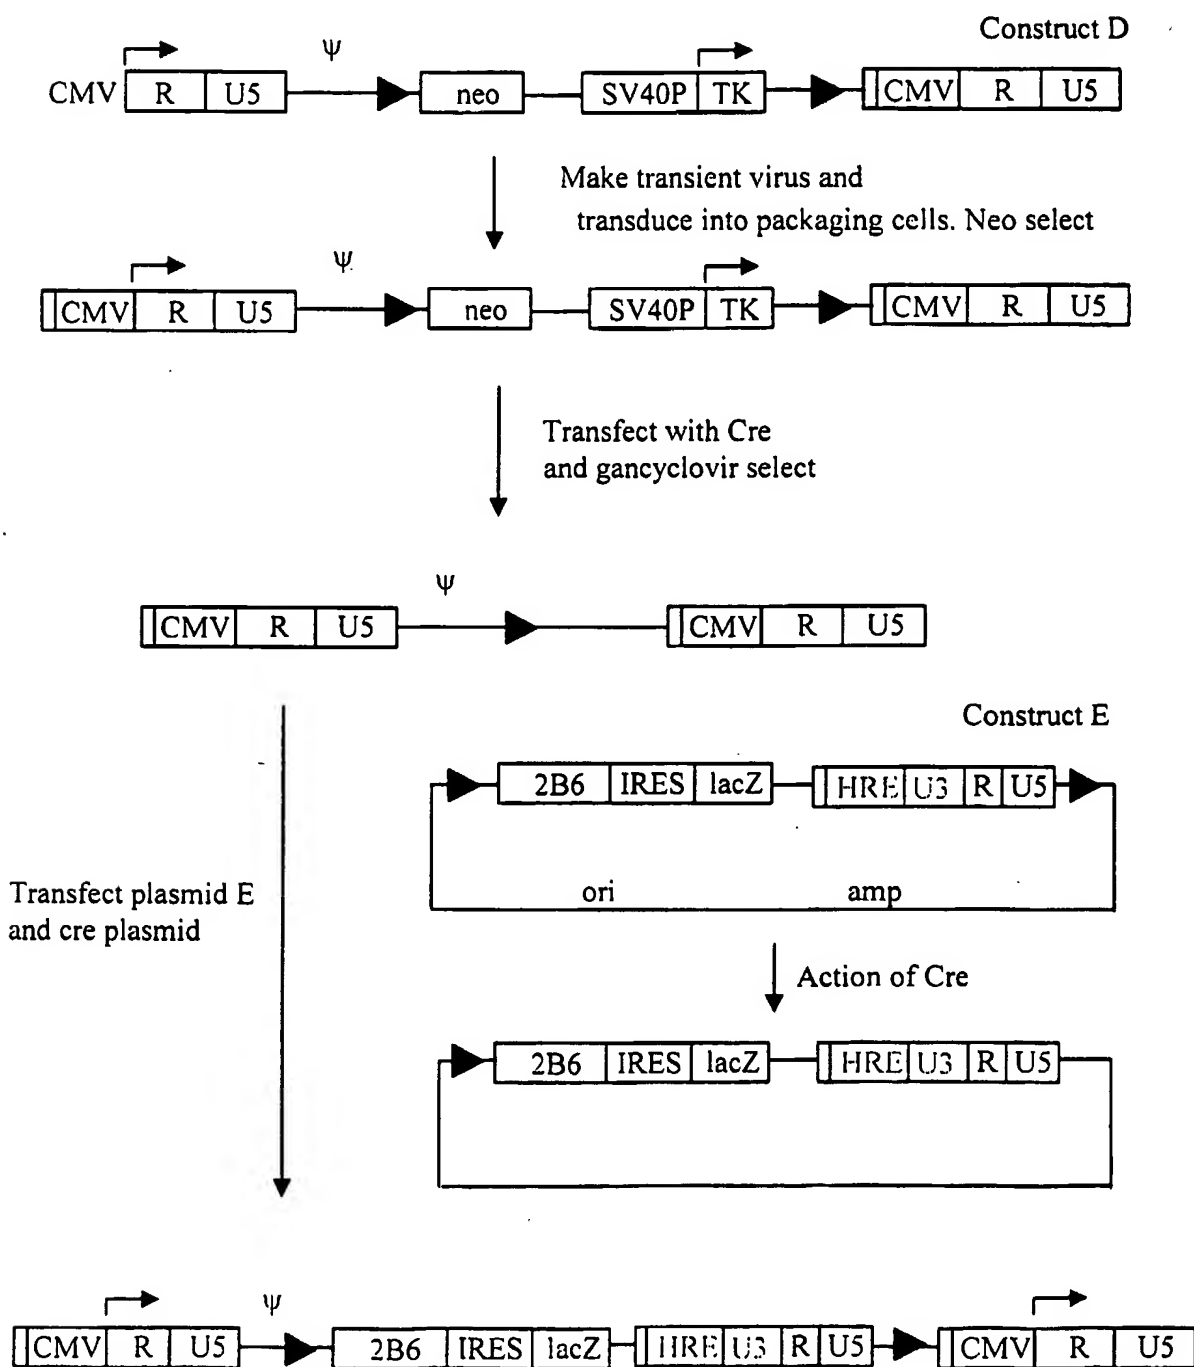 Construct D
ψ
CMV R U5 neo SV40P TK CMV R U5
Make transient virus and
transduce into packaging cells. Neo select
ψ
CMV R U5 neo SV40P TK CMV R U5
Transfect with Cre
and gancyclovir select
ψ
CMV R U5 CMV R U5
Construct E
2B6 IRES lacZ HRE U3 R U5
ori amp
Transfect plasmid E
and cre plasmid
Action of Cre
2B6 IRES lacZ HRE U3 R U5
ψ
CMV R U5 2B6 IRES lacZ HRE U3 R U5 CMV R U5